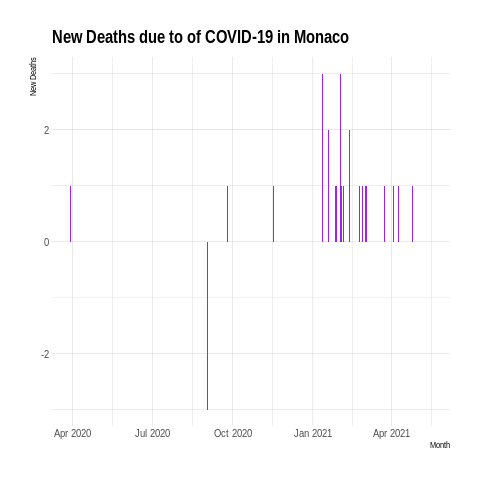 New Deaths due to of COVID-19 in Monaco
New Deaths
2
0
-2
Apr 2020 Jul 2020 Oct 2020 Jan 2021 Apr 2021
Month